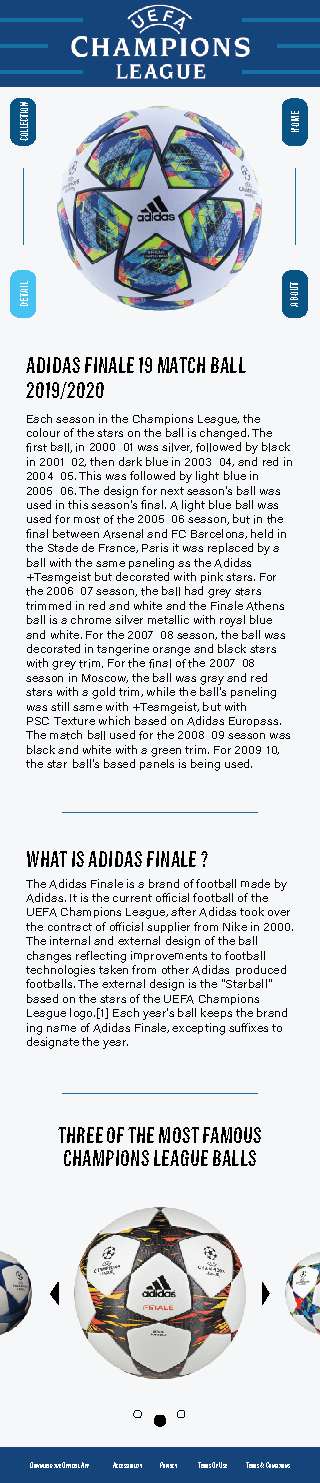 UEFA
CHAMPIONS
LEAGUE
COLLECTION
HOME
adidas
DETAIL
ABOUT
ADIDAS FINALE 19 MATCH BALL
2019/2020
Each season in the Champions League, the
colour of the stars on the ball is changed. The
first ball, in 2000 01 was silver, followed by black
in 2001 02, then dark blue in 2003 04, and red in
2004 05. This was followed by light blue in
2005 06. The design for next season's ball was
used in this season's final. A light blue ball was
used for most of the 2005 06 season, but in the
final between Arsenal and FC Barcelona, held in
the Stade de France, Paris it was replaced by a
ball with the same paneling as the Adidas
+Teamgeist but decorated with pink stars. For
the 2006 07 season, the ball had grey stars
trimmed in red and white and the Finale Athens
ball is a chrome silver metallic with royal blue
and white. For the 2007 08 season, the ball was
decorated in tangerine orange and black stars
with grey trim. For the final of the 2007 08
season in Moscow, the ball was gray and red
stars with a gold trim, while the ball's paneling
was still same with +Teamgeist, but with
PSC Texture which based on Adidas Europass.
The match ball used for the 2008 09 season was
black and white with a green trim. For 2009 10,
the star ball's based panels is being used.
WHAT IS ADIDAS FINALE ?
The Adidas Finale is a brand of football made by
Adidas. It is the current official football of the
UEFA Champions League, after Adidas took over
the contract of official supplier from Nike in 2000.
The internal and external design of the ball
changes reflecting improvements to football
technologies taken from other Adidas produced
footballs. The external design is the "Starball"
based on the stars of the UEFA Champions
League logo.[1] Each year's ball keeps the brand
ing name of Adidas Finale, excepting suffixes to
designate the year.
THREE OF THE MOST FAMOUS
CHAMPIONS LEAGUE BALLS
adidas
FINALE
Accessibility Privacy Terms Of Use Terms & Conditions